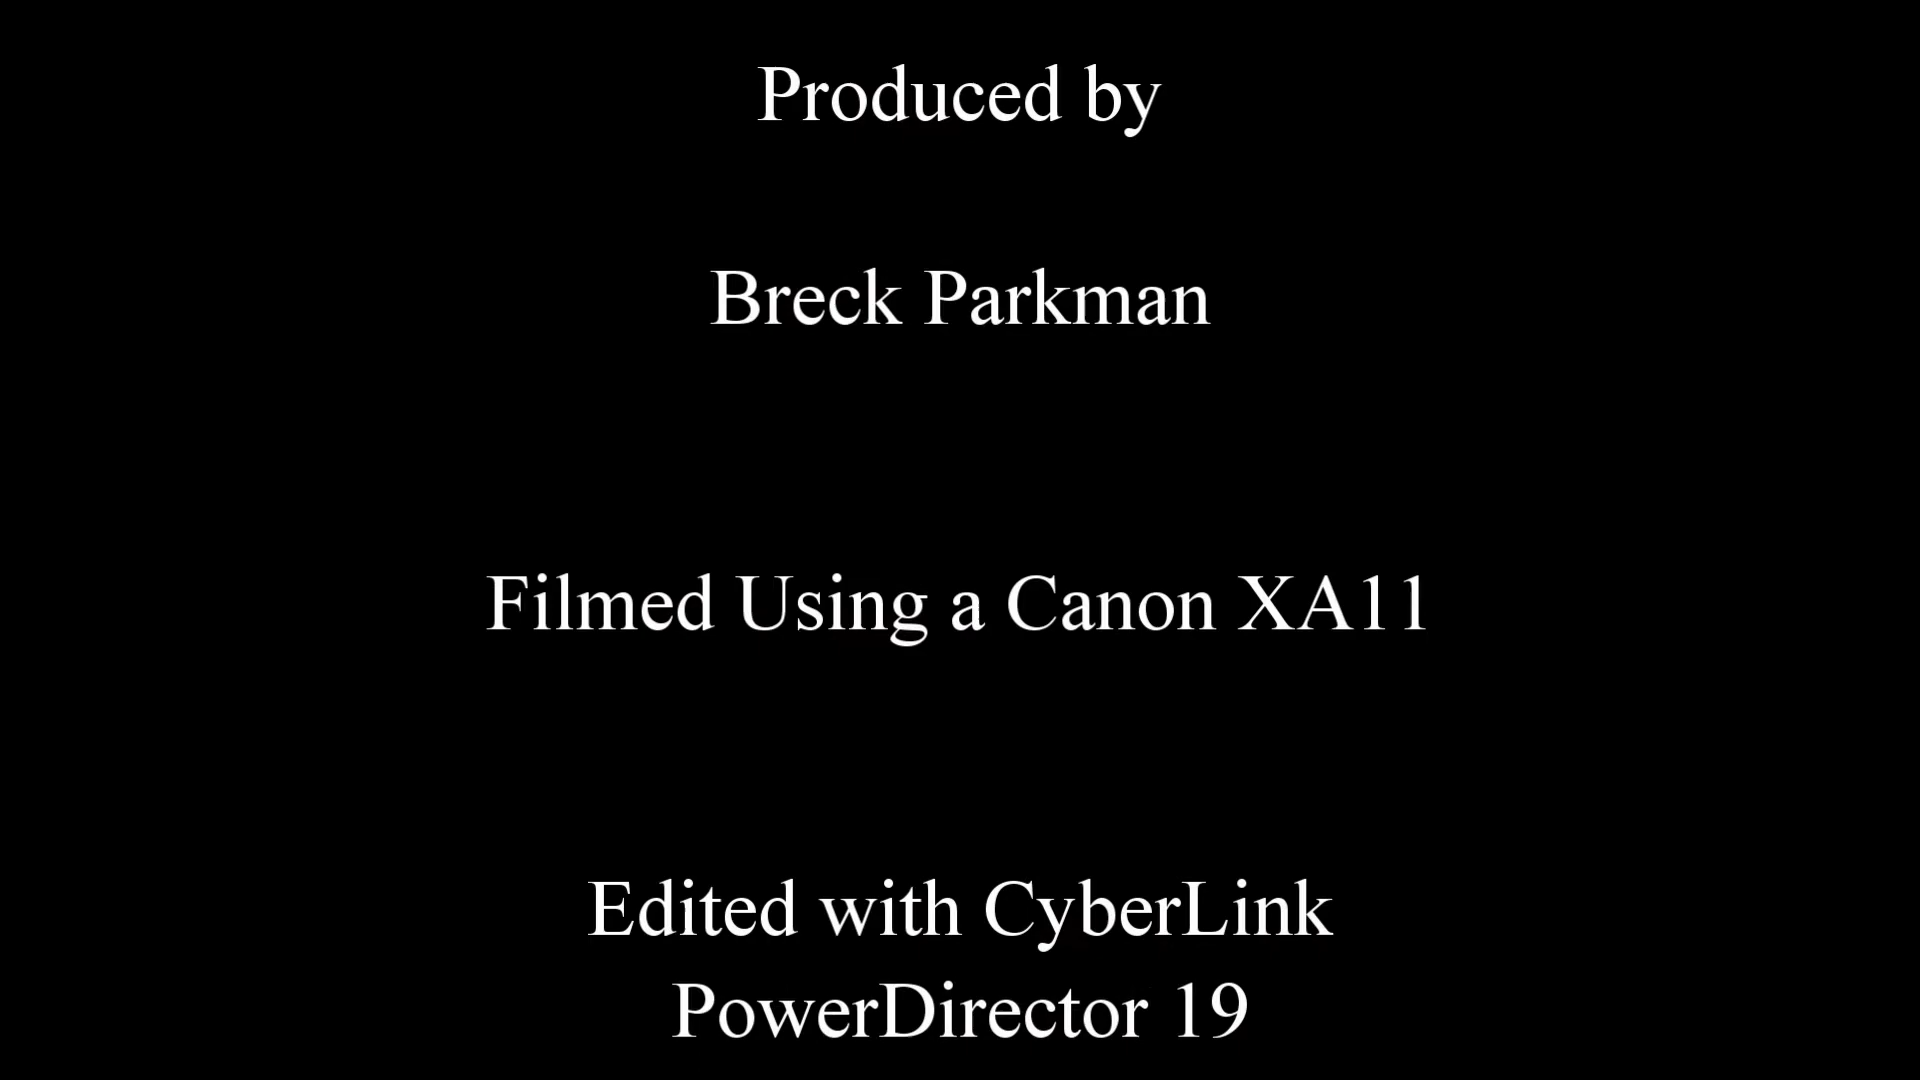 Produced by
Breck Parkman
Filmed Using a Canon XA11
Edited with CyberLink
PowerDirector 19